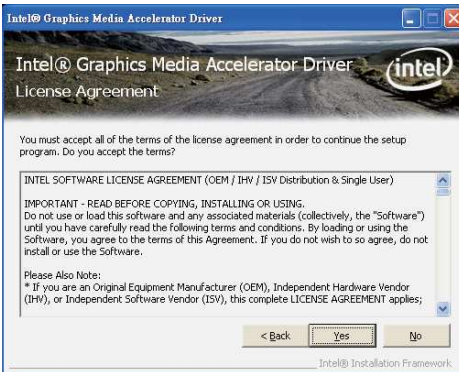 Intel® Graphics Media Accelerator Driver
Intel® Graphics Media Accelerator Driver
License Agreement
intel
You must accept all of the terms of the license agreement in order to continue the setup
program. Do you accept the terms?
INTEL SOFTWARE LICENSE AGREEMENT (OEM / IHV / ISV Distribution & Single User)
IMPORTANT - READ BEFORE COPYING, INSTALLING OR USING.
Do not use or load this software and any associated materials (collectively, the "Software")
until you have carefully read the following terms and conditions. By loading or using the
Software, you agree to the terms of this Agreement. If you do not wish to so agree, do not
install or use the Software.
Please Also Note:
* If you are an Original Equipment Manufacturer (OEM), Independent Hardware Vendor
(IHV), or Independent Software Vendor (ISV), this complete LICENSE AGREEMENT applies;
< Back Yes No
Intel® Installation Framework